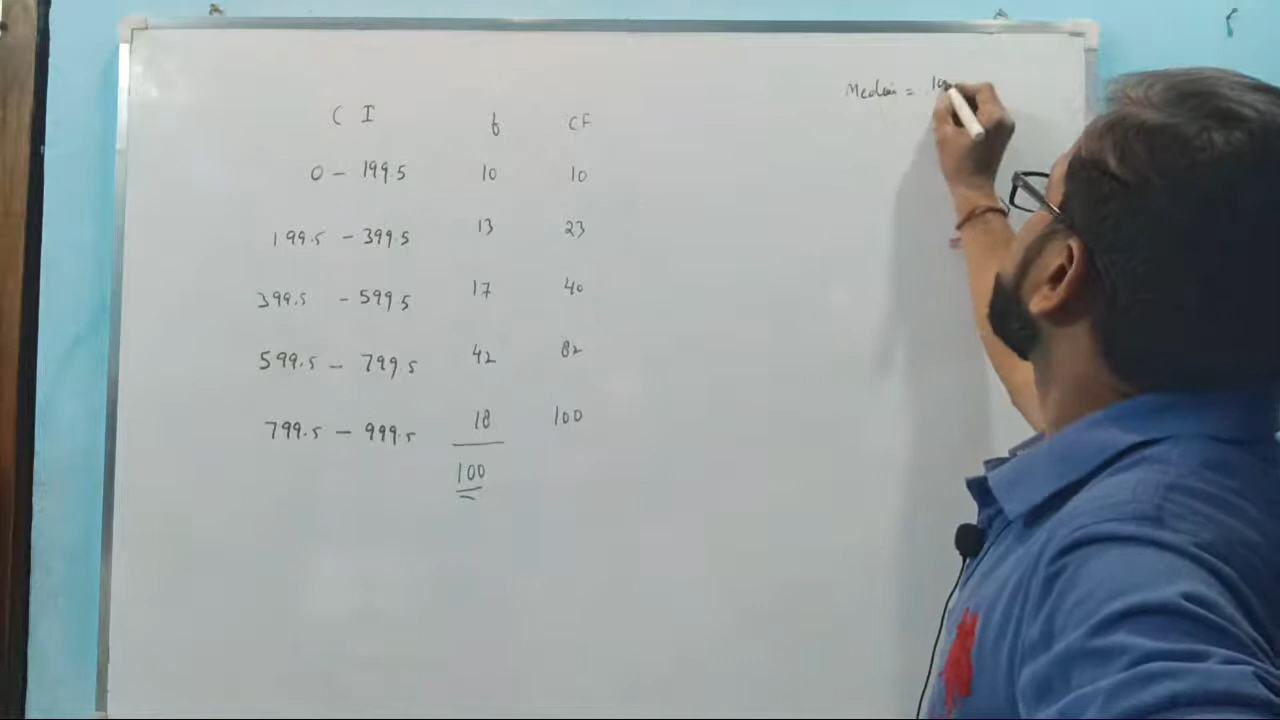 Median = 10
C I f CF
0 - 199.5 10 10
199.5 - 399.5 13 23
399.5 - 599.5 17 40
599.5 - 799.5 42 82
799.5 - 999.5 18 100
100